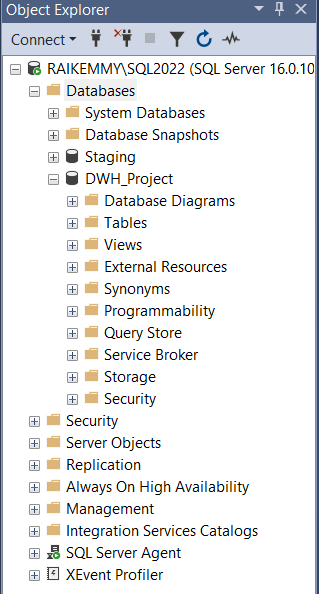 Object Explorer
Connect
RAIKEMMY\SQL2022 (SQL Server 16.0.10
Databases
System Databases
Database Snapshots
Staging
DWH_Project
Database Diagrams
Tables
Views
External Resources
Synonyms
Programmability
Query Store
Service Broker
Storage
Security
Security
Server Objects
Replication
Always On High Availability
Management
Integration Services Catalogs
SQL Server Agent
XEvent Profiler